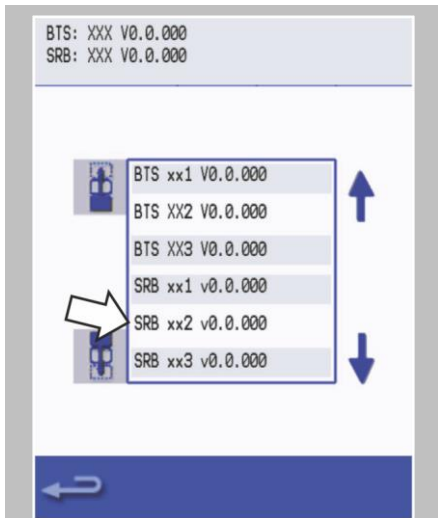 BTS: XXX V0.0.000
SRB: XXX V0.0.000
BTS xx1 V0.0.000
BTS XX2 V0.0.000
BTS XX3 V0.0.000
SRB xx1 v0.0.000
SRB xx2 v0.0.000
SRB xx3 v0.0.000